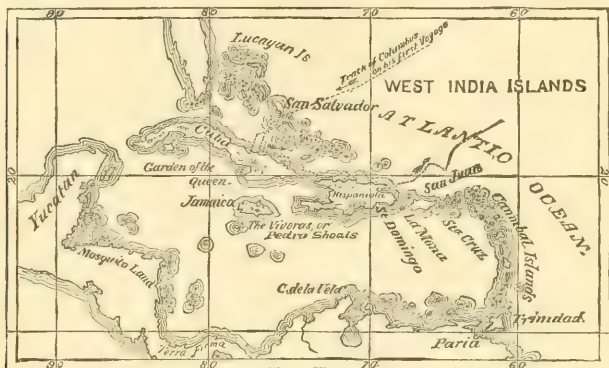 90
80
70
60
Lucayan Is
Track of Columbus
on his first Voyage
WEST INDIA ISLANDS
San Salvador
ATLANTIC
OCEAN.
Cuba
Garden of the
Queen.
20
20
Yucatan
Jamaica
Hispaniola
San Juan
The Vivoras, or
Pedro Shoals
St Domingo
La Mona
Sta Cruz
Cannibal Islands
Mosquito Land
C. de la Vela
Trinidad
Terra firma
Paria
90
80
70
60